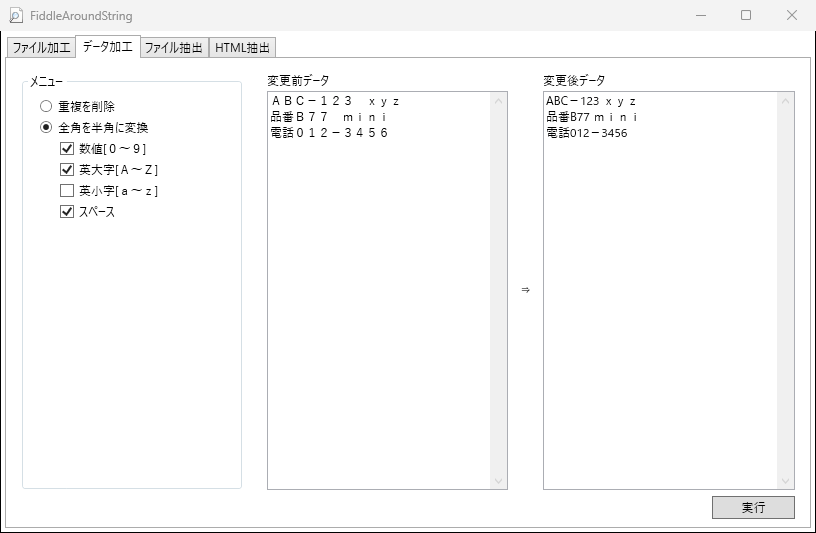 FiddleAroundString
ファイル加工 データ加工 ファイル抽出 HTML抽出
メニュー
重複を削除
全角を半角に変換
数値[０～９]
英大字[Ａ～Ｚ]
英小字[ａ～ｚ]
スペース
変更前データ
ＡＢＣ－１２３　ｘｙｚ
品番Ｂ７７　ｍｉｎｉ
電話０１２－３４５６
⇒
変更後データ
ABC－123 ｘｙｚ
品番B77 ｍｉｎｉ
電話012－3456
実行